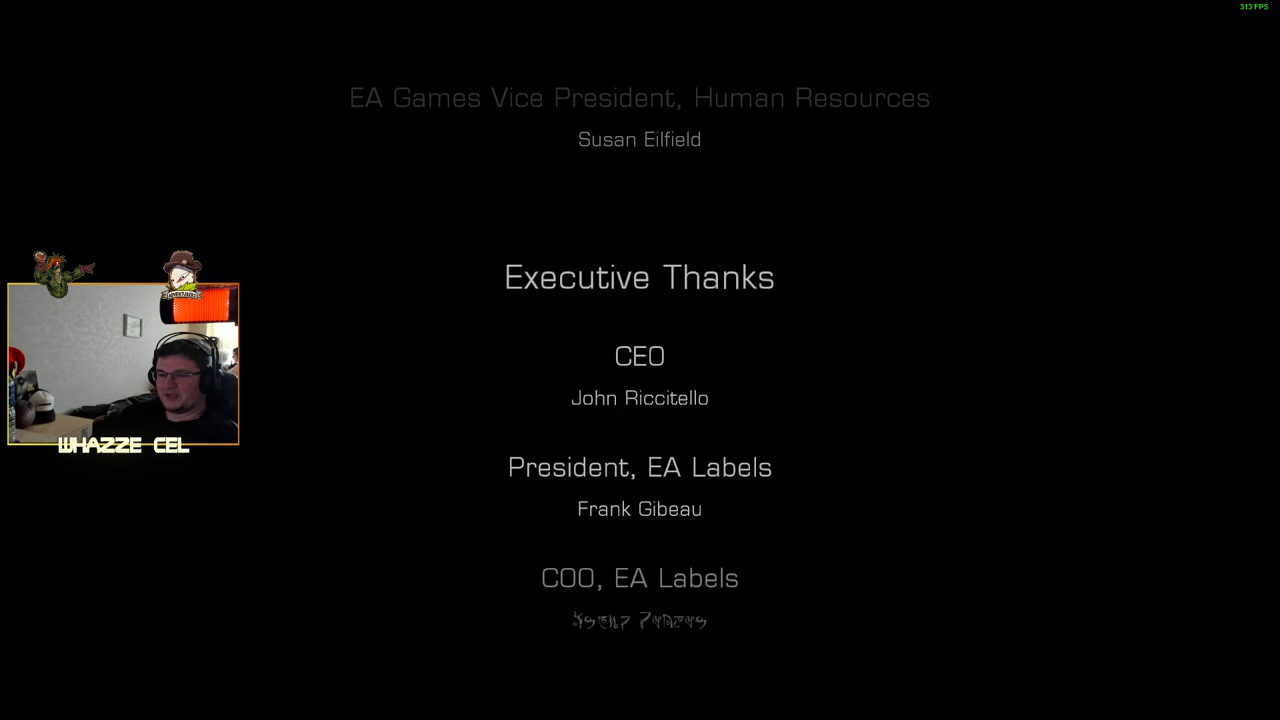 313 FPS
EA Games Vice President, Human Resources
Susan Eilfield
Executive Thanks
CEO
John Riccitello
President, EA Labels
Frank Gibeau
COO, EA Labels
WHAZZE CEL